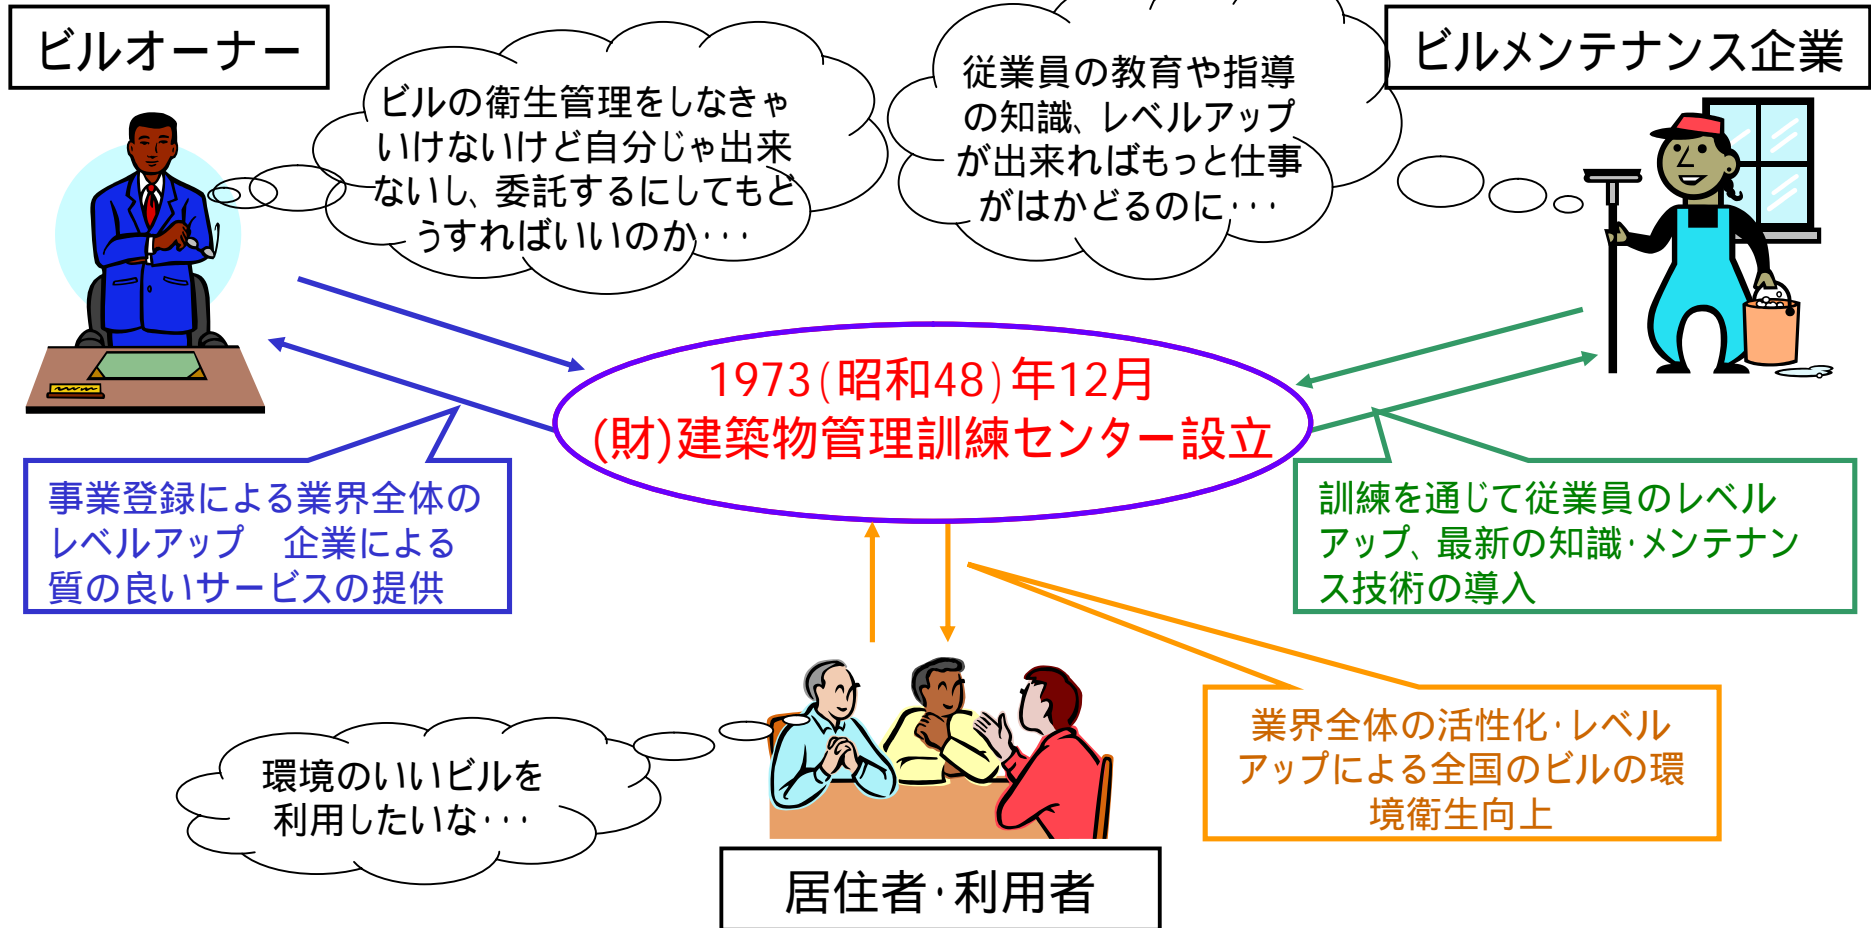 ビルオーナー
ビルの衛生管理をしなきゃ
いけないけど自分じゃ出来
ないし、委託するにしてもど
うすればいいのか・・・
従業員の教育や指導
の知識、レベルアップ
が出来ればもっと仕事
がはかどるのに・・・
ビルメンテナンス企業
1973(昭和48)年12月
(財)建築物管理訓練センター設立
事業登録による業界全体の
レベルアップ　企業による
質の良いサービスの提供
訓練を通じて従業員のレベル
アップ、最新の知識・メンテナン
ス技術の導入
環境のいいビルを
利用したいな・・・
業界全体の活性化・レベル
アップによる全国のビルの環
境衛生向上
居住者・利用者